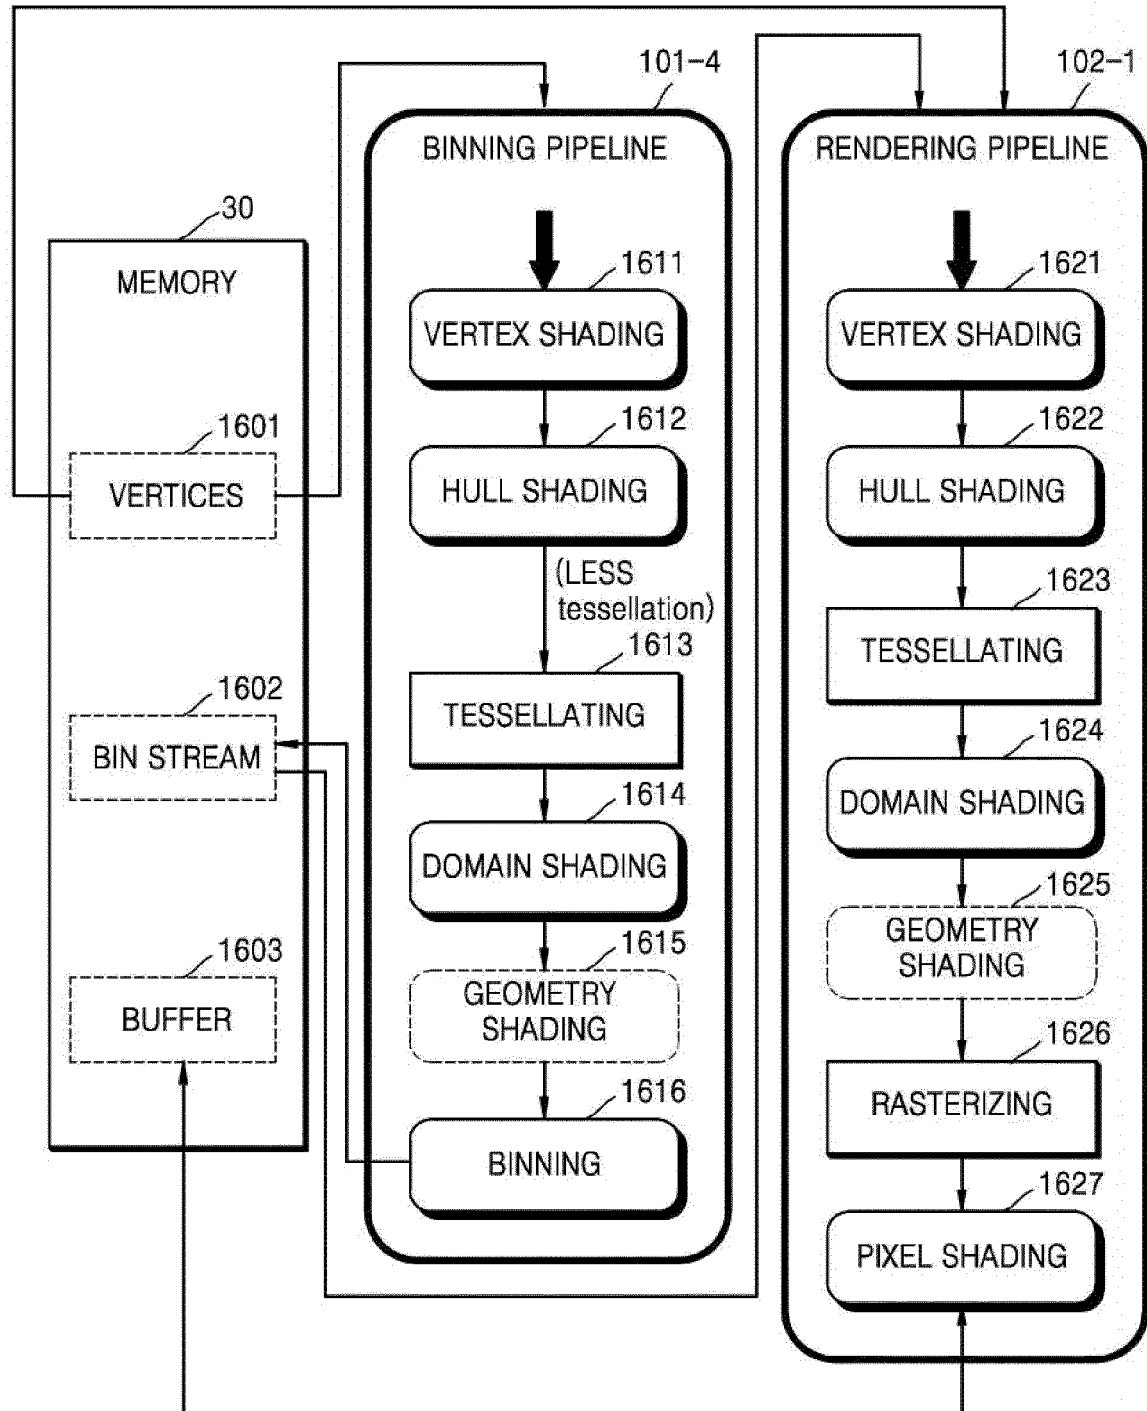 101-4
102-1
BINNING PIPELINE
RENDERING PIPELINE
30
MEMORY
1611
VERTEX SHADING
1621
VERTEX SHADING
1601
VERTICES
1612
HULL SHADING
1622
HULL SHADING
(LESS
tessellation)
1613
TESSELLATING
1623
TESSELLATING
1602
BIN STREAM
1614
DOMAIN SHADING
1624
DOMAIN SHADING
1603
BUFFER
1615
GEOMETRY
SHADING
1625
GEOMETRY
SHADING
1616
BINNING
1626
RASTERIZING
1627
PIXEL SHADING